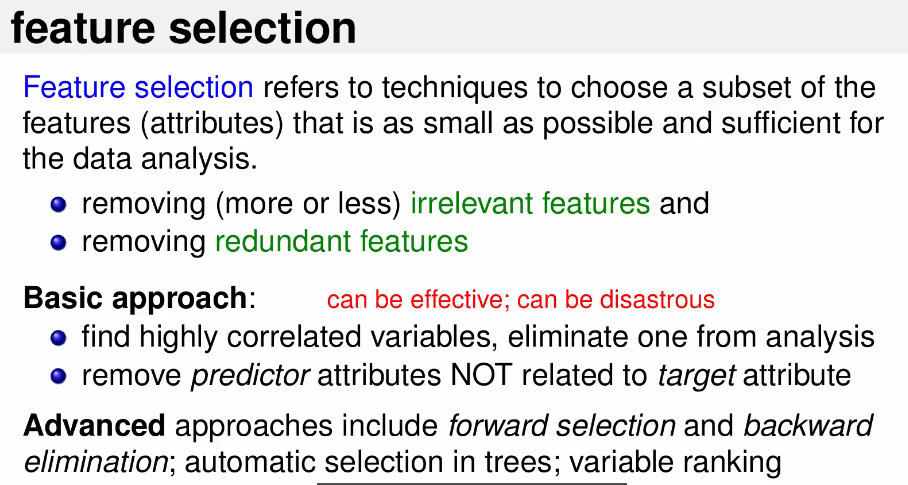 feature selection
Feature selection refers to techniques to choose a subset of the
features (attributes) that is as small as possible and sufficient for
the data analysis.
removing (more or less) irrelevant features and
removing redundant features
Basic approach: can be effective; can be disastrous
find highly correlated variables, eliminate one from analysis
remove predictor attributes NOT related to target attribute
Advanced approaches include forward selection and backward
elimination; automatic selection in trees; variable ranking